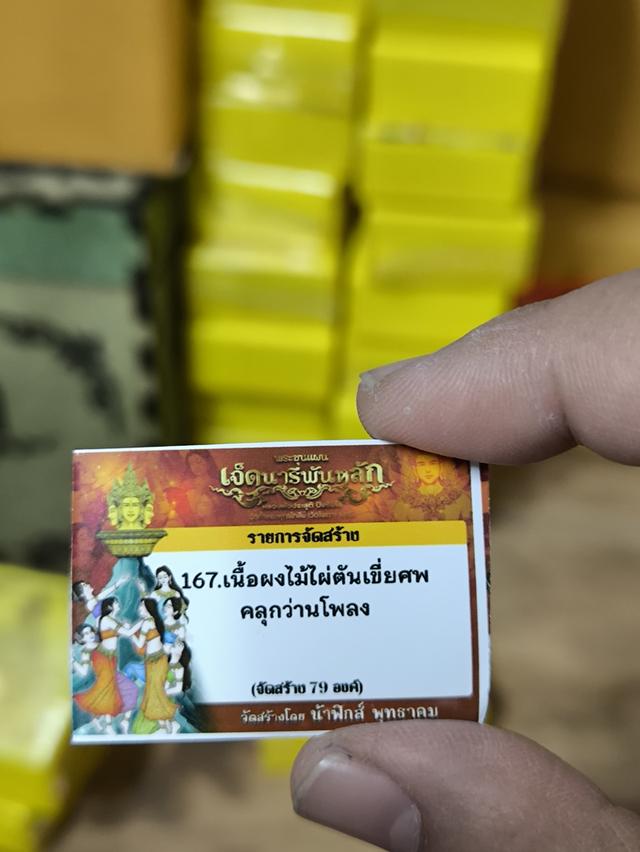 พระขุนแผน
เจ็ดนารีพันหลัก
รายการจัดสร้าง
167.เนื้อผงไม้ไผ่ตันเขี่ยศพ
คลุกว่านโพลง
(จัดสร้าง 79 องค์)
จัดสร้างโดย น้าฟิกส์ พุทธาคม